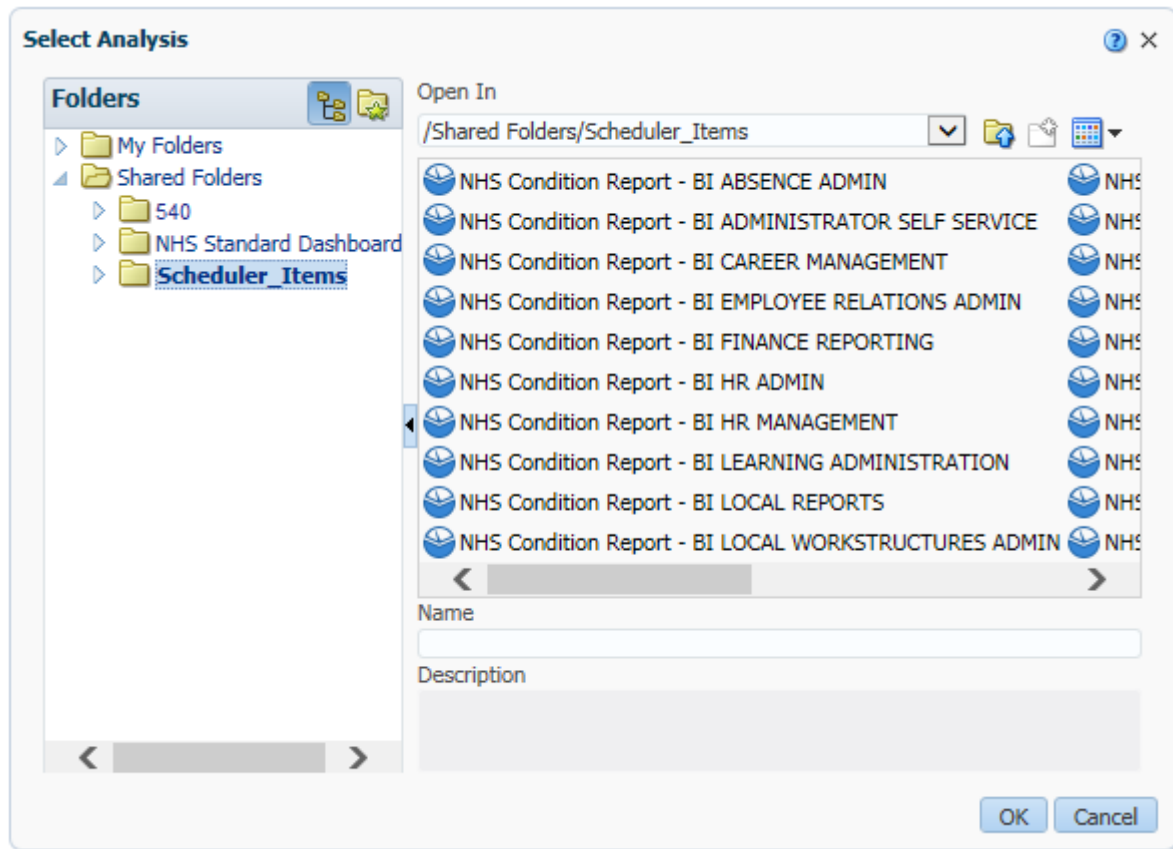 Select Analysis
Folders
My Folders
Shared Folders
540
NHS Standard Dashboard
Scheduler_Items
Open In
/Shared Folders/Scheduler_Items
NHS Condition Report - BI ABSENCE ADMIN
NHS Condition Report - BI ADMINISTRATOR SELF SERVICE
NHS Condition Report - BI CAREER MANAGEMENT
NHS Condition Report - BI EMPLOYEE RELATIONS ADMIN
NHS Condition Report - BI FINANCE REPORTING
NHS Condition Report - BI HR ADMIN
NHS Condition Report - BI HR MANAGEMENT
NHS Condition Report - BI LEARNING ADMINISTRATION
NHS Condition Report - BI LOCAL REPORTS
NHS Condition Report - BI LOCAL WORKSTRUCTURES ADMIN
Name
Description
OK
Cancel